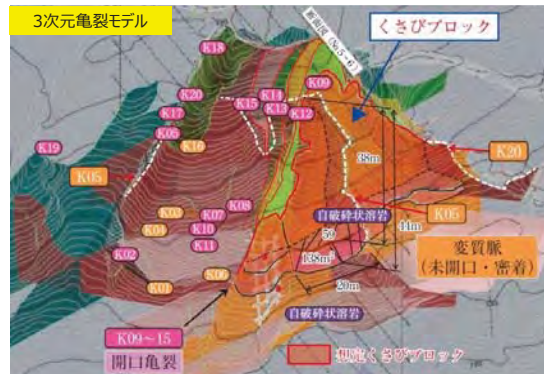 3次元亀裂モデル
断面図(No.5-6)
くさびブロック
K18
K09
K20
K14
K15
K13
K17
K12
K05
K16
K19
K20
38m
K05
K03
K07
K08
自破砕状溶岩
K05
K04
K10
59
44m
K11
変質脈
(未開口・密着)
K02
138m²
K01
K06
20m
自破砕状溶岩
K09~15
開口亀裂
想定くさびブロック